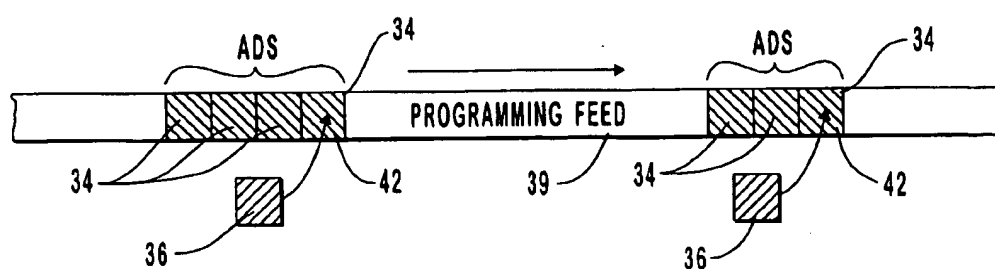 ADS 34 ADS 34
PROGRAMMING FEED
34 42 39 34 42
36 36